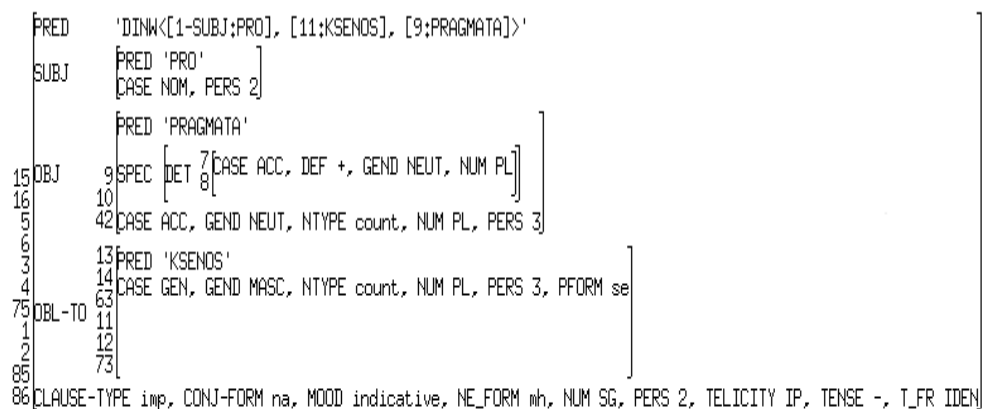 PRED 'DINW<[1-SUBJ:PRO], [11:KSENOS], [9:PRAGMATA]>'
PRED 'PRO'
SUBJ
CASE NOM, PERS 2
PRED 'PRAGMATA'
15 OBJ 9 SPEC DET 7 CASE ACC, DEF +, GEND NEUT, NUM PL
8
16 10
5 42 CASE ACC, GEND NEUT, NTYPE count, NUM PL, PERS 3
6
3 13 PRED 'KSENOS'
4 14 CASE GEN, GEND MASC, NTYPE count, NUM PL, PERS 3, PFORM se
63
75 OBL-TO 11
1
2 12
85 73
86 CLAUSE-TYPE imp, CONJ-FORM na, MOOD indicative, NE_FORM mh, NUM SG, PERS 2, TELICITY IP, TENSE -, T_FR IDEN